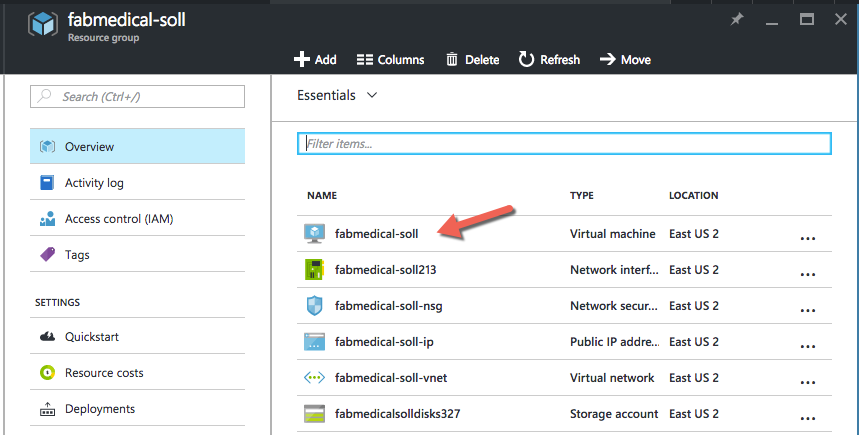 fabmedical-soll
Resource group
Add Columns Delete Refresh Move
Search (Ctrl+/)
Overview
Activity log
Access control (IAM)
Tags
SETTINGS
Quickstart
Resource costs
Deployments
Essentials
Filter items...
NAME TYPE LOCATION
fabmedical-soll Virtual machine East US 2 ...
fabmedical-soll213 Network interf... East US 2 ...
fabmedical-soll-nsg Network secur... East US 2 ...
fabmedical-soll-ip Public IP addre... East US 2 ...
fabmedical-soll-vnet Virtual network East US 2 ...
fabmedicalsolldisks327 Storage account East US 2 ...